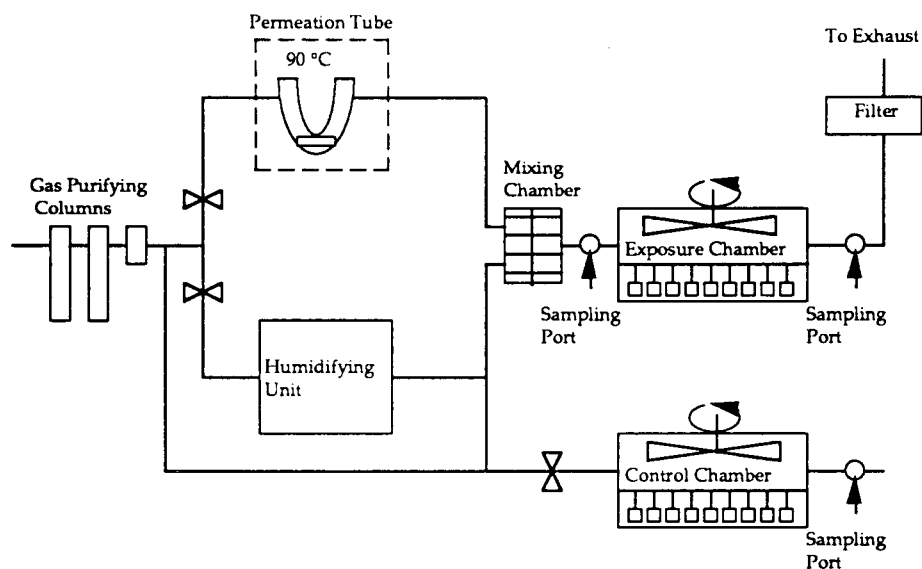 Permeation Tube
90 °C
To Exhaust
Filter
Gas Purifying
Columns
Mixing
Chamber
Exposure Chamber
Sampling
Port
Sampling
Port
Humidifying
Unit
Control Chamber
Sampling
Port